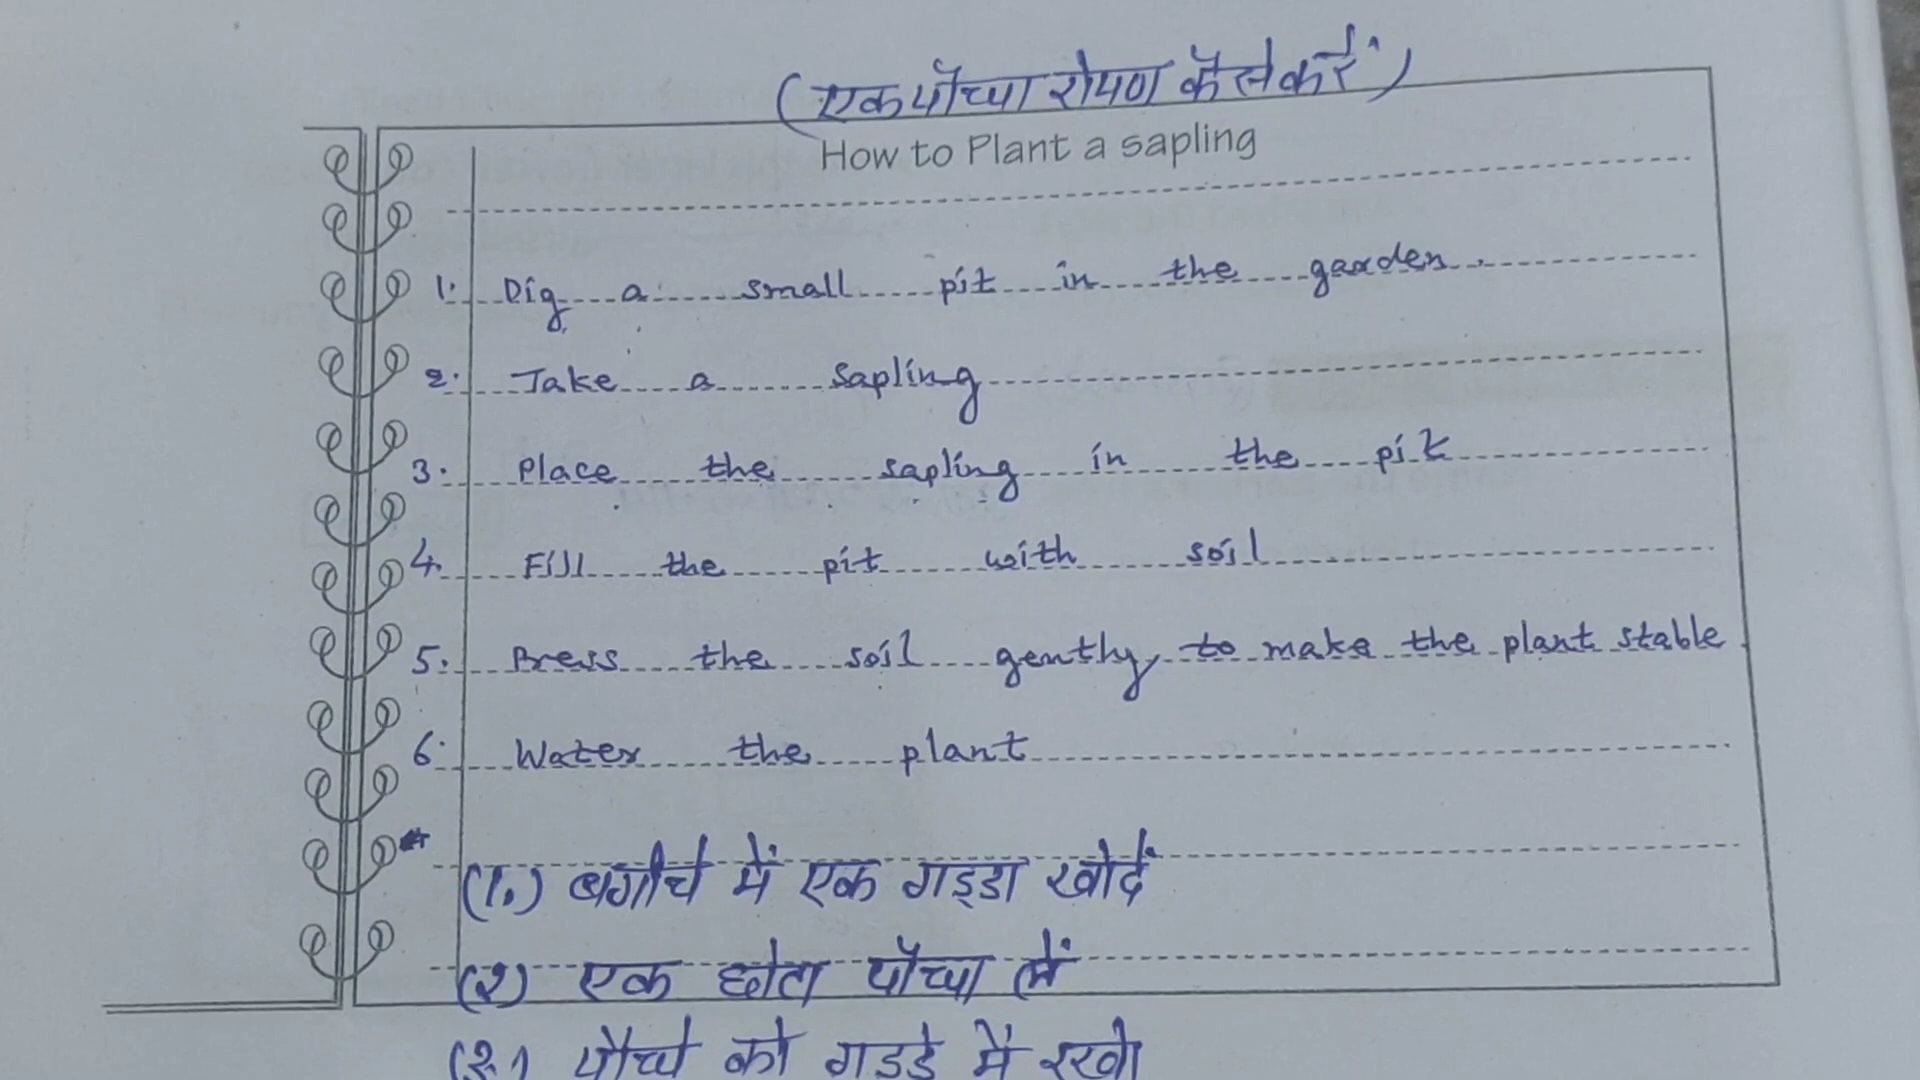 (एक पौधा रोपण कैसे करें)
How to Plant a sapling
1. Dig a small pit in the garden.
2. Take a sapling
3. Place the sapling in the pit
4. Fill the pit with soil
5. Press the soil gently, to make the plant stable.
6. Water the plant
(1.) बगीचे में एक गड्डा खोदें
(2) एक छोटा पौधा लें
(3.) पौधे को गड्डे में रखो